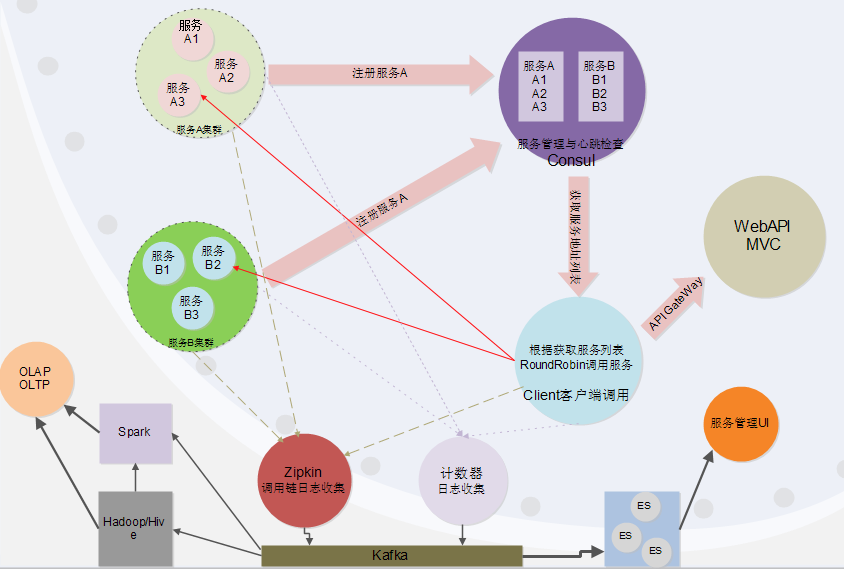 服务
A1
服务
A2
服务
A3
服务A集群
注册服务A
服务A
A1
A2
A3
服务B
B1
B2
B3
服务管理与心跳检查
Consul
注册服务A
获取服务地址列表
WebAPI
MVC
API GateWay
服务
B1
服务
B2
服务
B3
服务B集群
根据获取服务列表
RoundRobin调用服务
Client客户端调用
OLAP
OLTP
Spark
Hadoop/Hiv
e
Zipkin
调用链日志收集
计数器
日志收集
服务管理UI
ES
ES
ES
Kafka